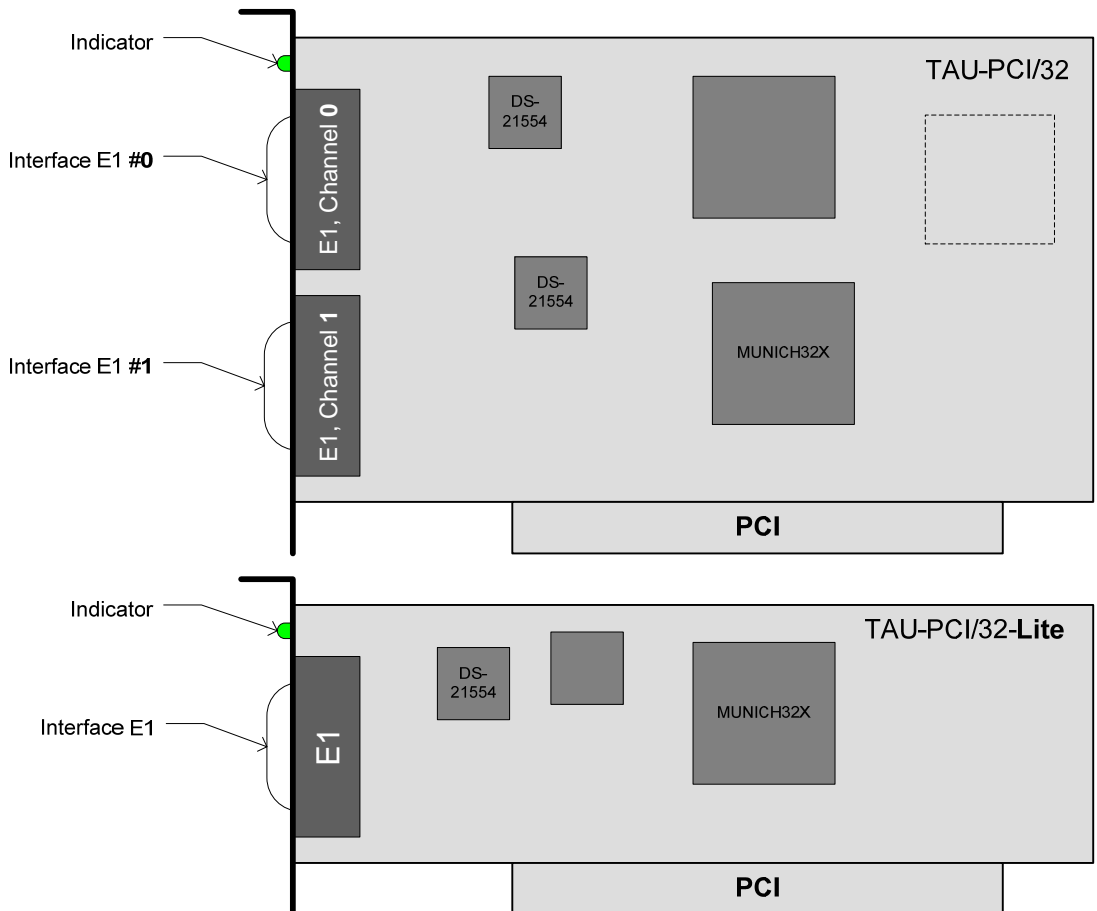 Indicator
TAU-PCI/32
DS-
21554
Interface E1 #0
E1, Channel 0
DS-
21554
Interface E1 #1
E1, Channel 1
MUNICH32X
PCI
Indicator
TAU-PCI/32-Lite
DS-
21554
MUNICH32X
Interface E1
E1
PCI